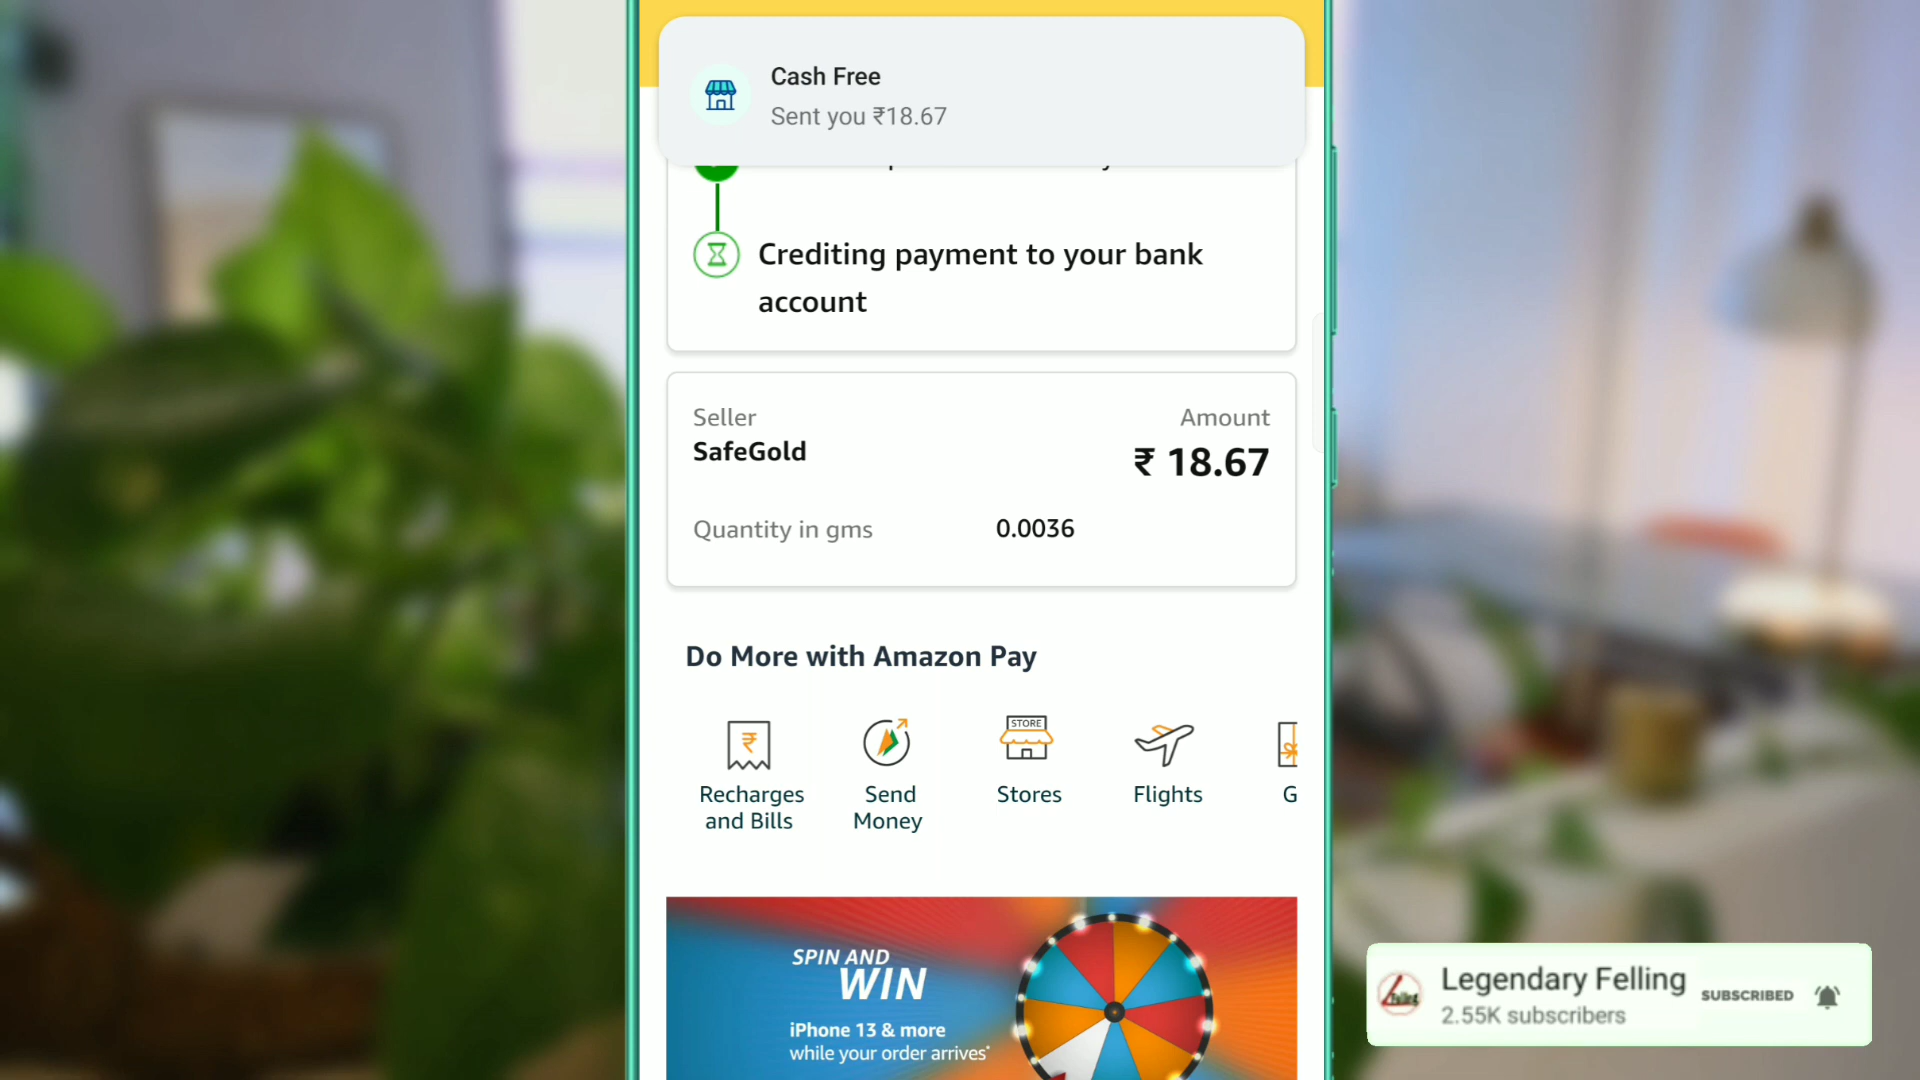 Cash Free
Sent you ₹18.67
Crediting payment to your bank
account
Seller
Amount
SafeGold
₹ 18.67
Quantity in gms
0.0036
Do More with Amazon Pay
STORE
Recharges
and Bills
Send
Money
Stores
Flights
G
SPIN AND
WIN
iPhone 13 & more
while your order arrives*
Legendary Felling
SUBSCRIBED
2.55K subscribers